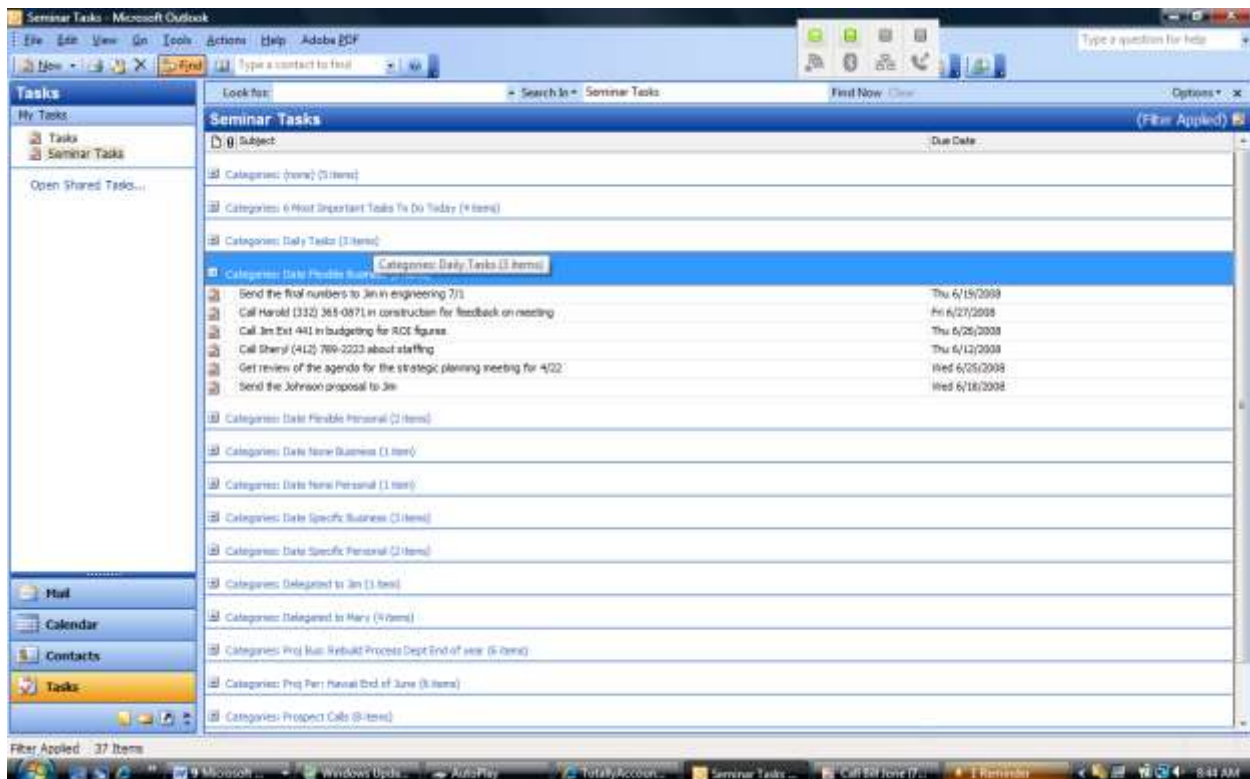 Seminar Tasks - Microsoft Outlook
File Edit View Go Tools Actions Help Adobe PDF
Type a question for help
New Find Type a contact to find
Tasks
Look for: Search In Seminar Tasks Find Now Clear Options
My Tasks
Seminar Tasks (Filter Applied)
Tasks
Seminar Tasks
Open Shared Tasks...
Subject Due Date
Categories: (none) (5 items)
Categories: 6 Most Important Tasks To Do Today (4 items)
Categories: Daily Tasks (3 items)
Categories: Daily Tasks (3 items)
Categories: Date Flexible
Send the final numbers to Jim in engineering 7/1 Thu 6/19/2008
Call Harold (332) 365-0871 in construction for feedback on meeting Fri 6/27/2008
Call Jim Ext 441 in budgeting for ROI figures Thu 6/26/2008
Call Sheryl (412) 789-2223 about staffing Thu 6/12/2008
Get review of the agenda for the strategic planning meeting for 4/22 Wed 6/25/2008
Send the Johnson proposal to Jim Wed 6/18/2008
Categories: Date Flexible Personal (2 items)
Categories: Date None Business (1 item)
Categories: Date None Personal (1 item)
Categories: Date Specific Business (3 items)
Categories: Date Specific Personal (2 items)
Categories: Delegated to Jim (1 item)
Categories: Delegated to Mary (4 items)
Categories: Proj Bus: Rebuild Process Dept End of year (6 items)
Categories: Proj Per: Hawaii End of June
Categories: Prospect Calls
Mail
Calendar
Contacts
Tasks
Filter Applied 37 Items
9 Microsoft ... Windows Upda... AutoPlay TotallyAccoun... Seminar Tasks ... Call Bill Jone (7... 1 Reminder 8:44 AM